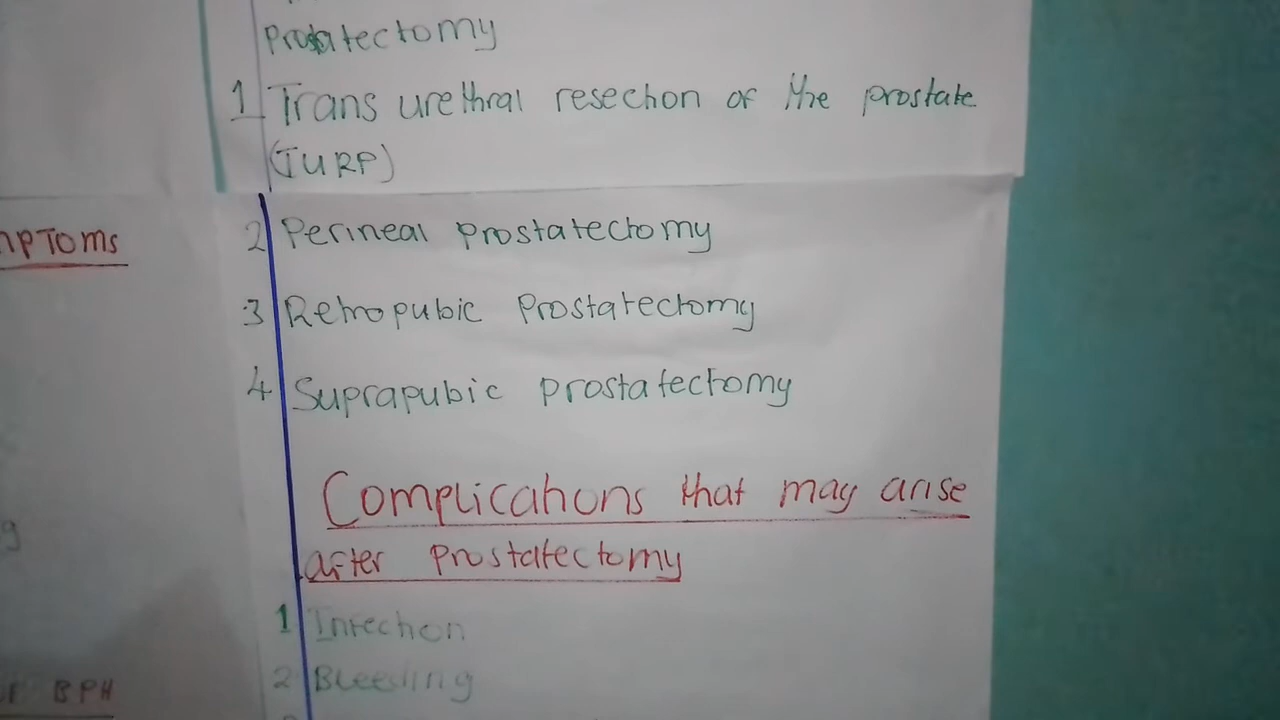 Prostatectomy
1 Trans urethral resection of the prostate
(TURP)
2 Perineal prostatectomy
3 Retropubic Prostatectomy
4 Suprapubic prostatectomy
Complications that may arise
after prostatectomy
1 Infection
2 Bleeding
BPH